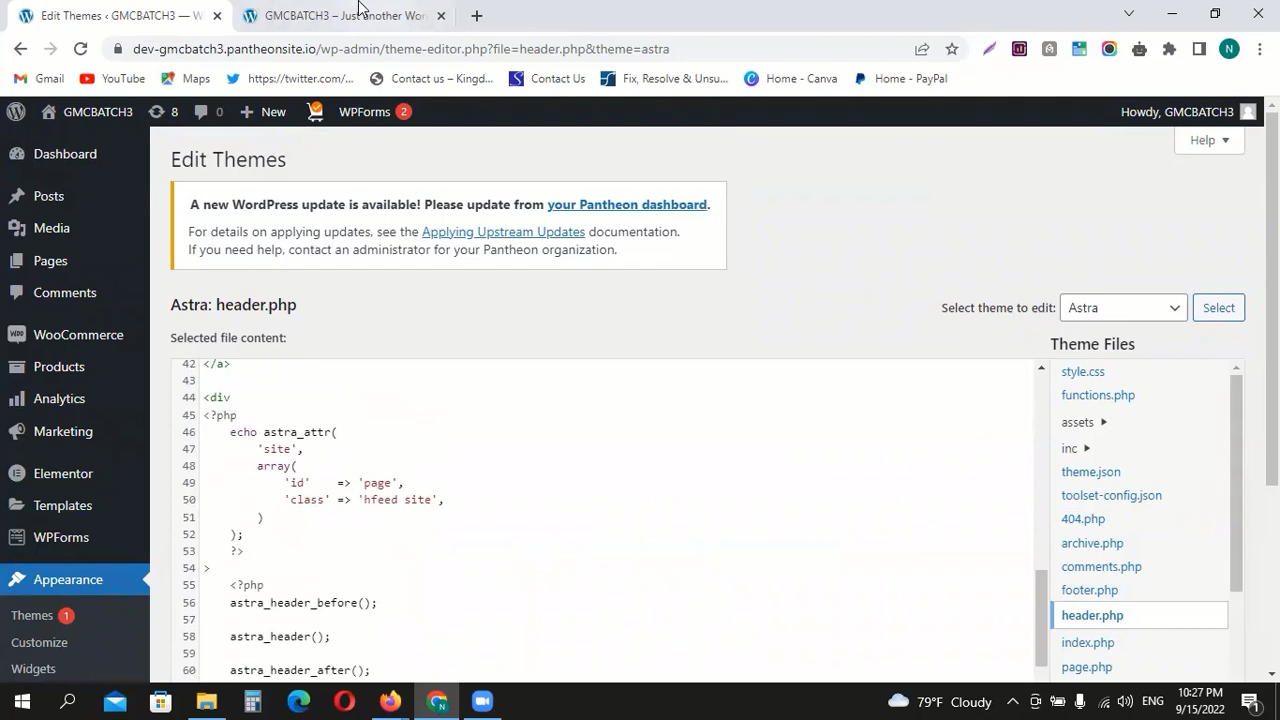 Edit Themes ‹ GMCBATCH3 — W
GMCBATCH3 – Just another Wor
dev-gmcbatch3.pantheonsite.io/wp-admin/theme-editor.php?file=header.php&theme=astra
N
Gmail
YouTube
Maps
https://twitter.com/...
Contact us – Kingd...
Contact Us
Fix, Resolve & Unsu...
Home - Canva
Home - PayPal
GMCBATCH3
8
0
New
WPForms 2
Howdy, GMCBATCH3
Help
Dashboard
Posts
Media
Pages
Comments
WooCommerce
Products
Analytics
Marketing
Elementor
Templates
WPForms
Appearance
Themes 1
Customize
Widgets
Edit Themes
A new WordPress update is available! Please update from your Pantheon dashboard.
For details on applying updates, see the Applying Upstream Updates documentation.
If you need help, contact an administrator for your Pantheon organization.
Astra: header.php
Select theme to edit: Astra Select
Selected file content:
42 </a>
43
44 <div
45 <?php
46 echo astra_attr(
47 'site',
48 array(
49 'id' => 'page',
50 'class' => 'hfeed site',
51 )
52 );
53 ?>
54 >
55 <?php
56 astra_header_before();
57
58 astra_header();
59
60 astra_header_after();
Theme Files
style.css
functions.php
assets
inc
theme.json
toolset-config.json
404.php
archive.php
comments.php
footer.php
header.php
index.php
page.php
79°F Cloudy
ENG
10:27 PM
9/15/2022
1